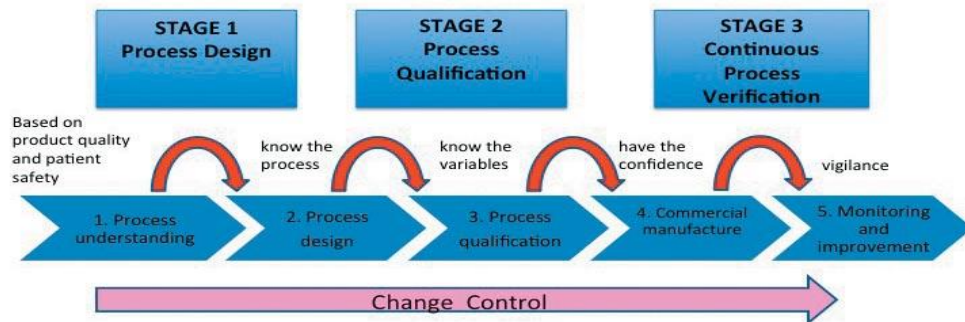 STAGE 1
Process Design
STAGE 2
Process
Qualification
STAGE 3
Continuous
Process
Verification
Based on
product quality
and patient
safety
know the
process
know the
variables
have the
confidence
vigilance
1. Process
understanding
2. Process
design
3. Process
qualification
4. Commercial
manufacture
5. Monitoring
and
improvement
Change Control